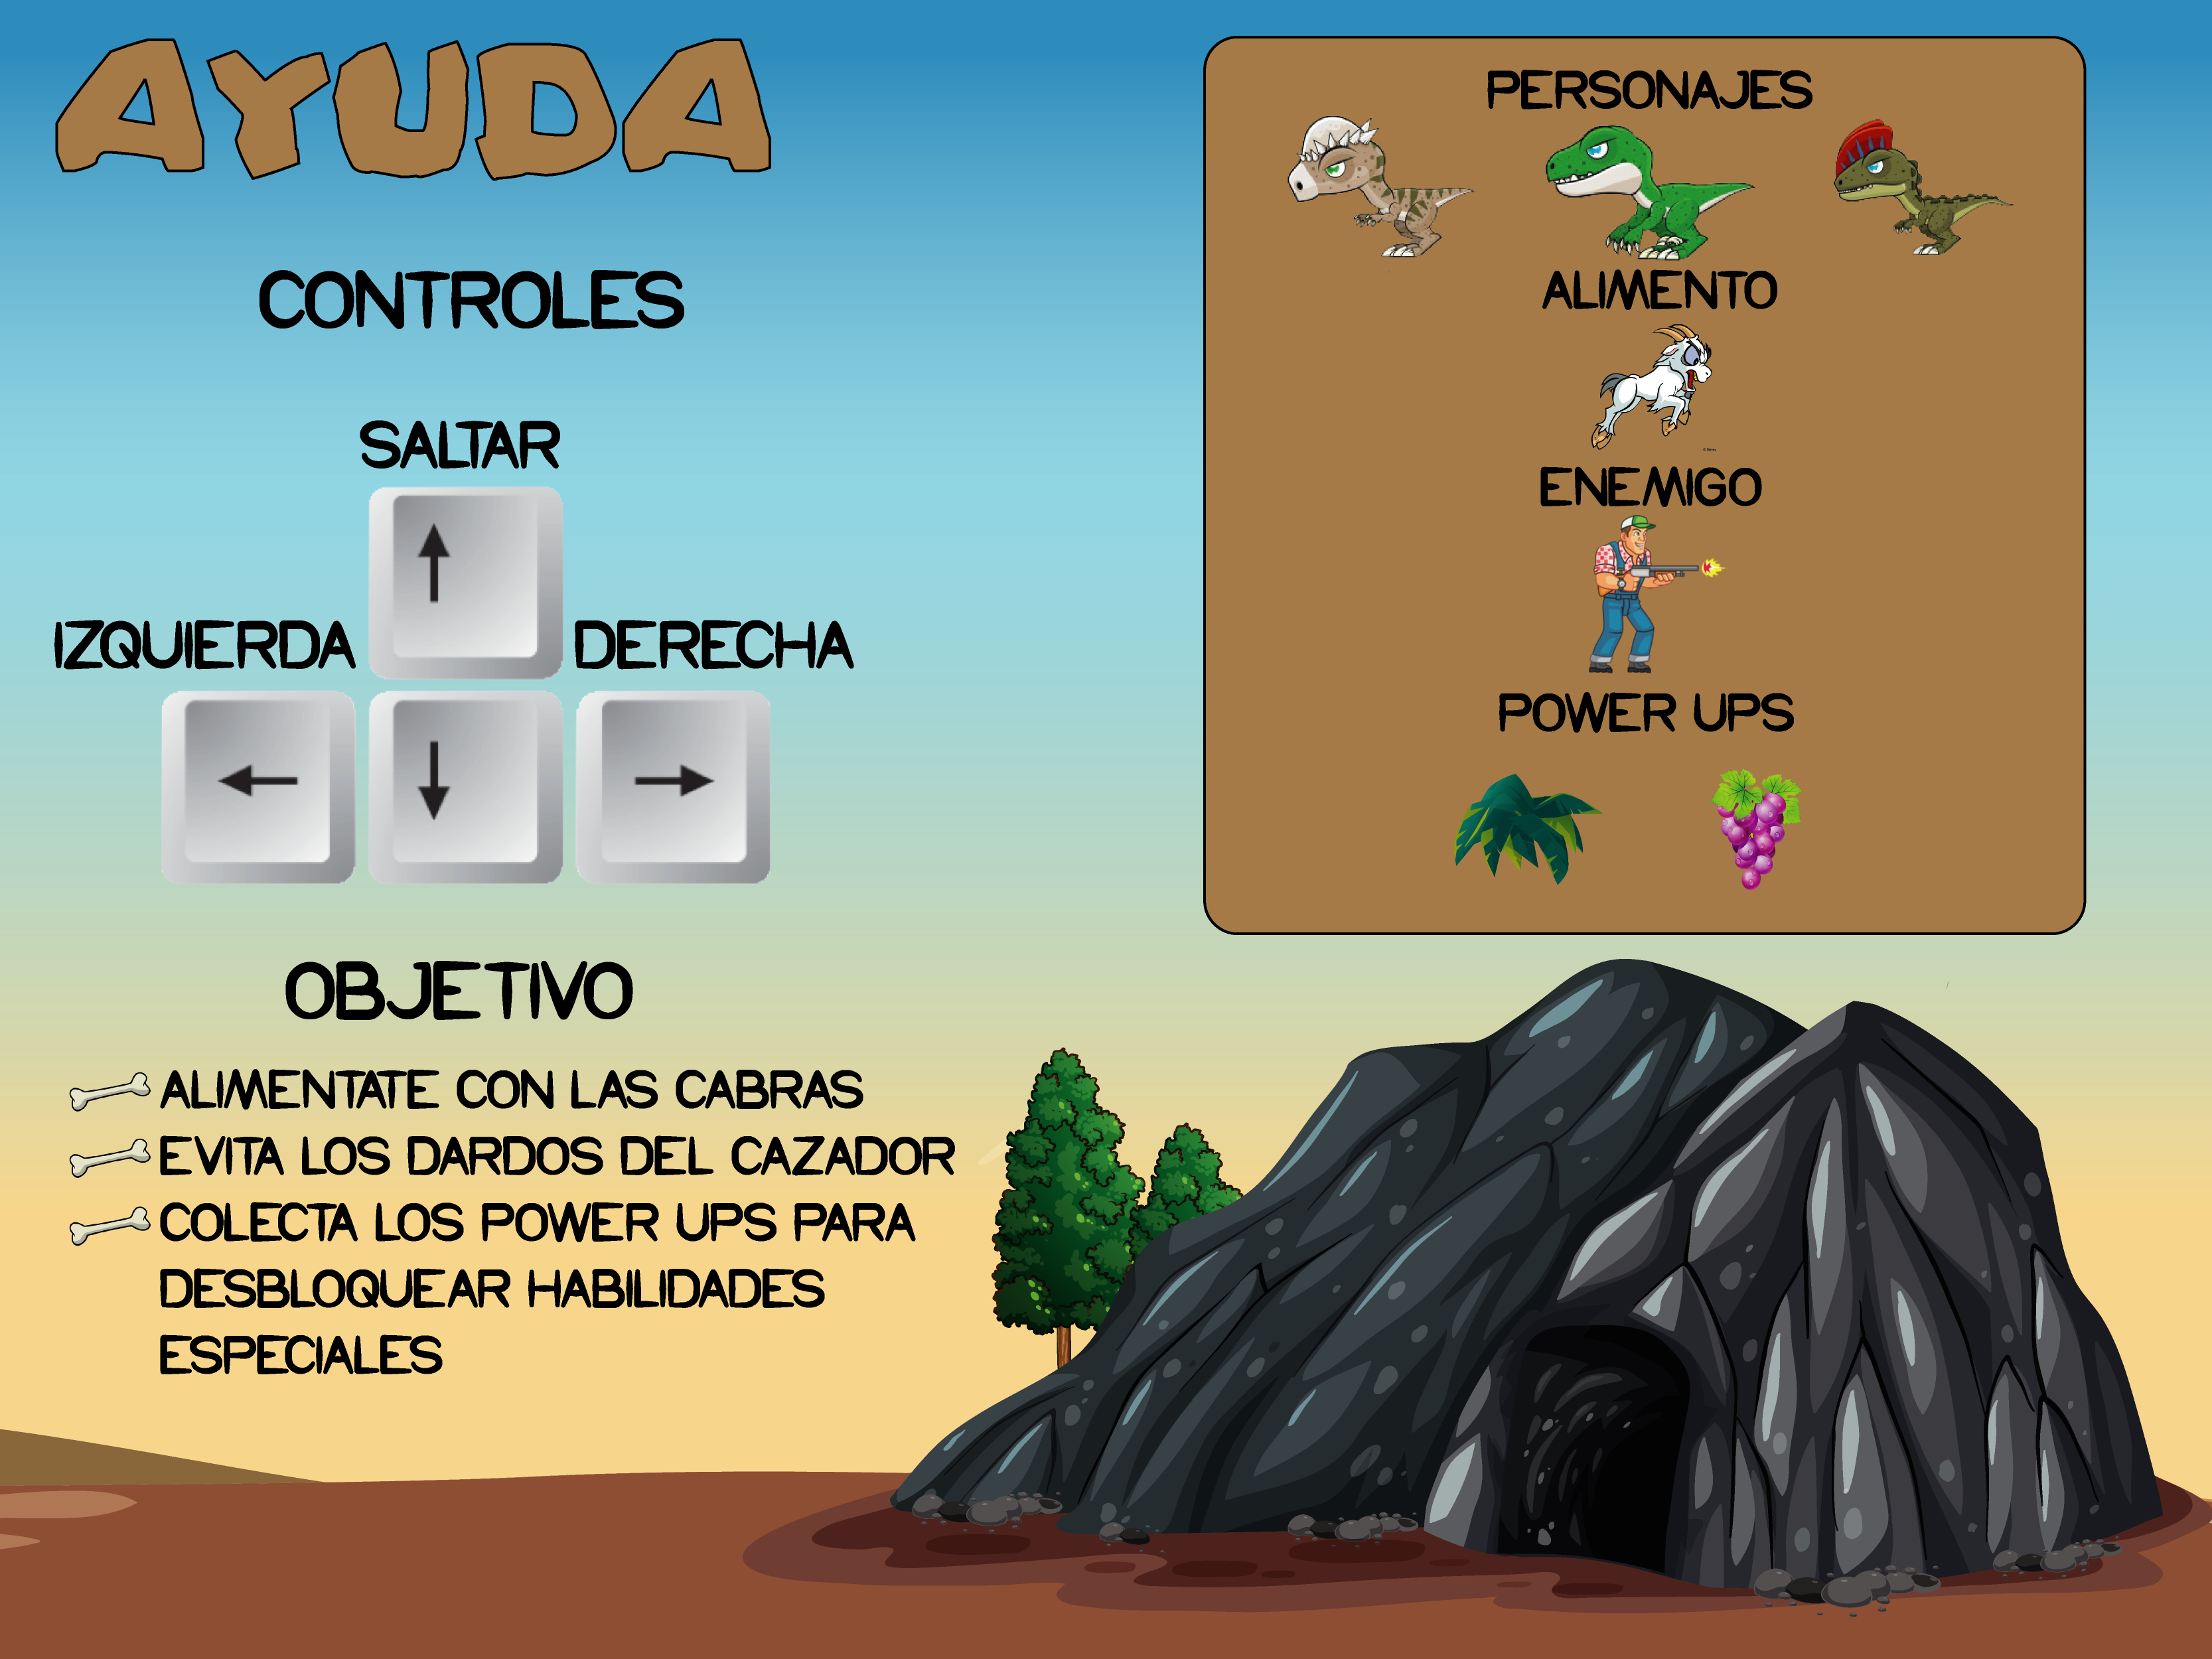 AYUDA
CONTROLES
SALTAR
IZQUIERDA
DERECHA
OBJETIVO
ALIMENTATE CON LAS CABRAS
EVITA LOS DARDOS DEL CAZADOR
COLECTA LOS POWER UPS PARA
DESBLOQUEAR HABILIDADES
ESPECIALES
PERSONAJES
ALIMENTO
ENEMIGO
POWER UPS